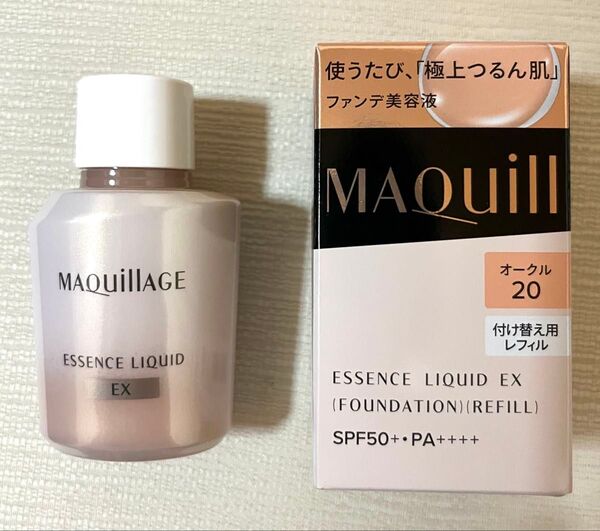 MAQuillAGE
ESSENCE LIQUID
EX
使うたび、「極上つるん肌」
ファンデ美容液
MAQuill
オークル
20
付け替え用
レフィル
ESSENCE LIQUID EX
(FOUNDATION)(REFILL)
SPF50+・PA++++